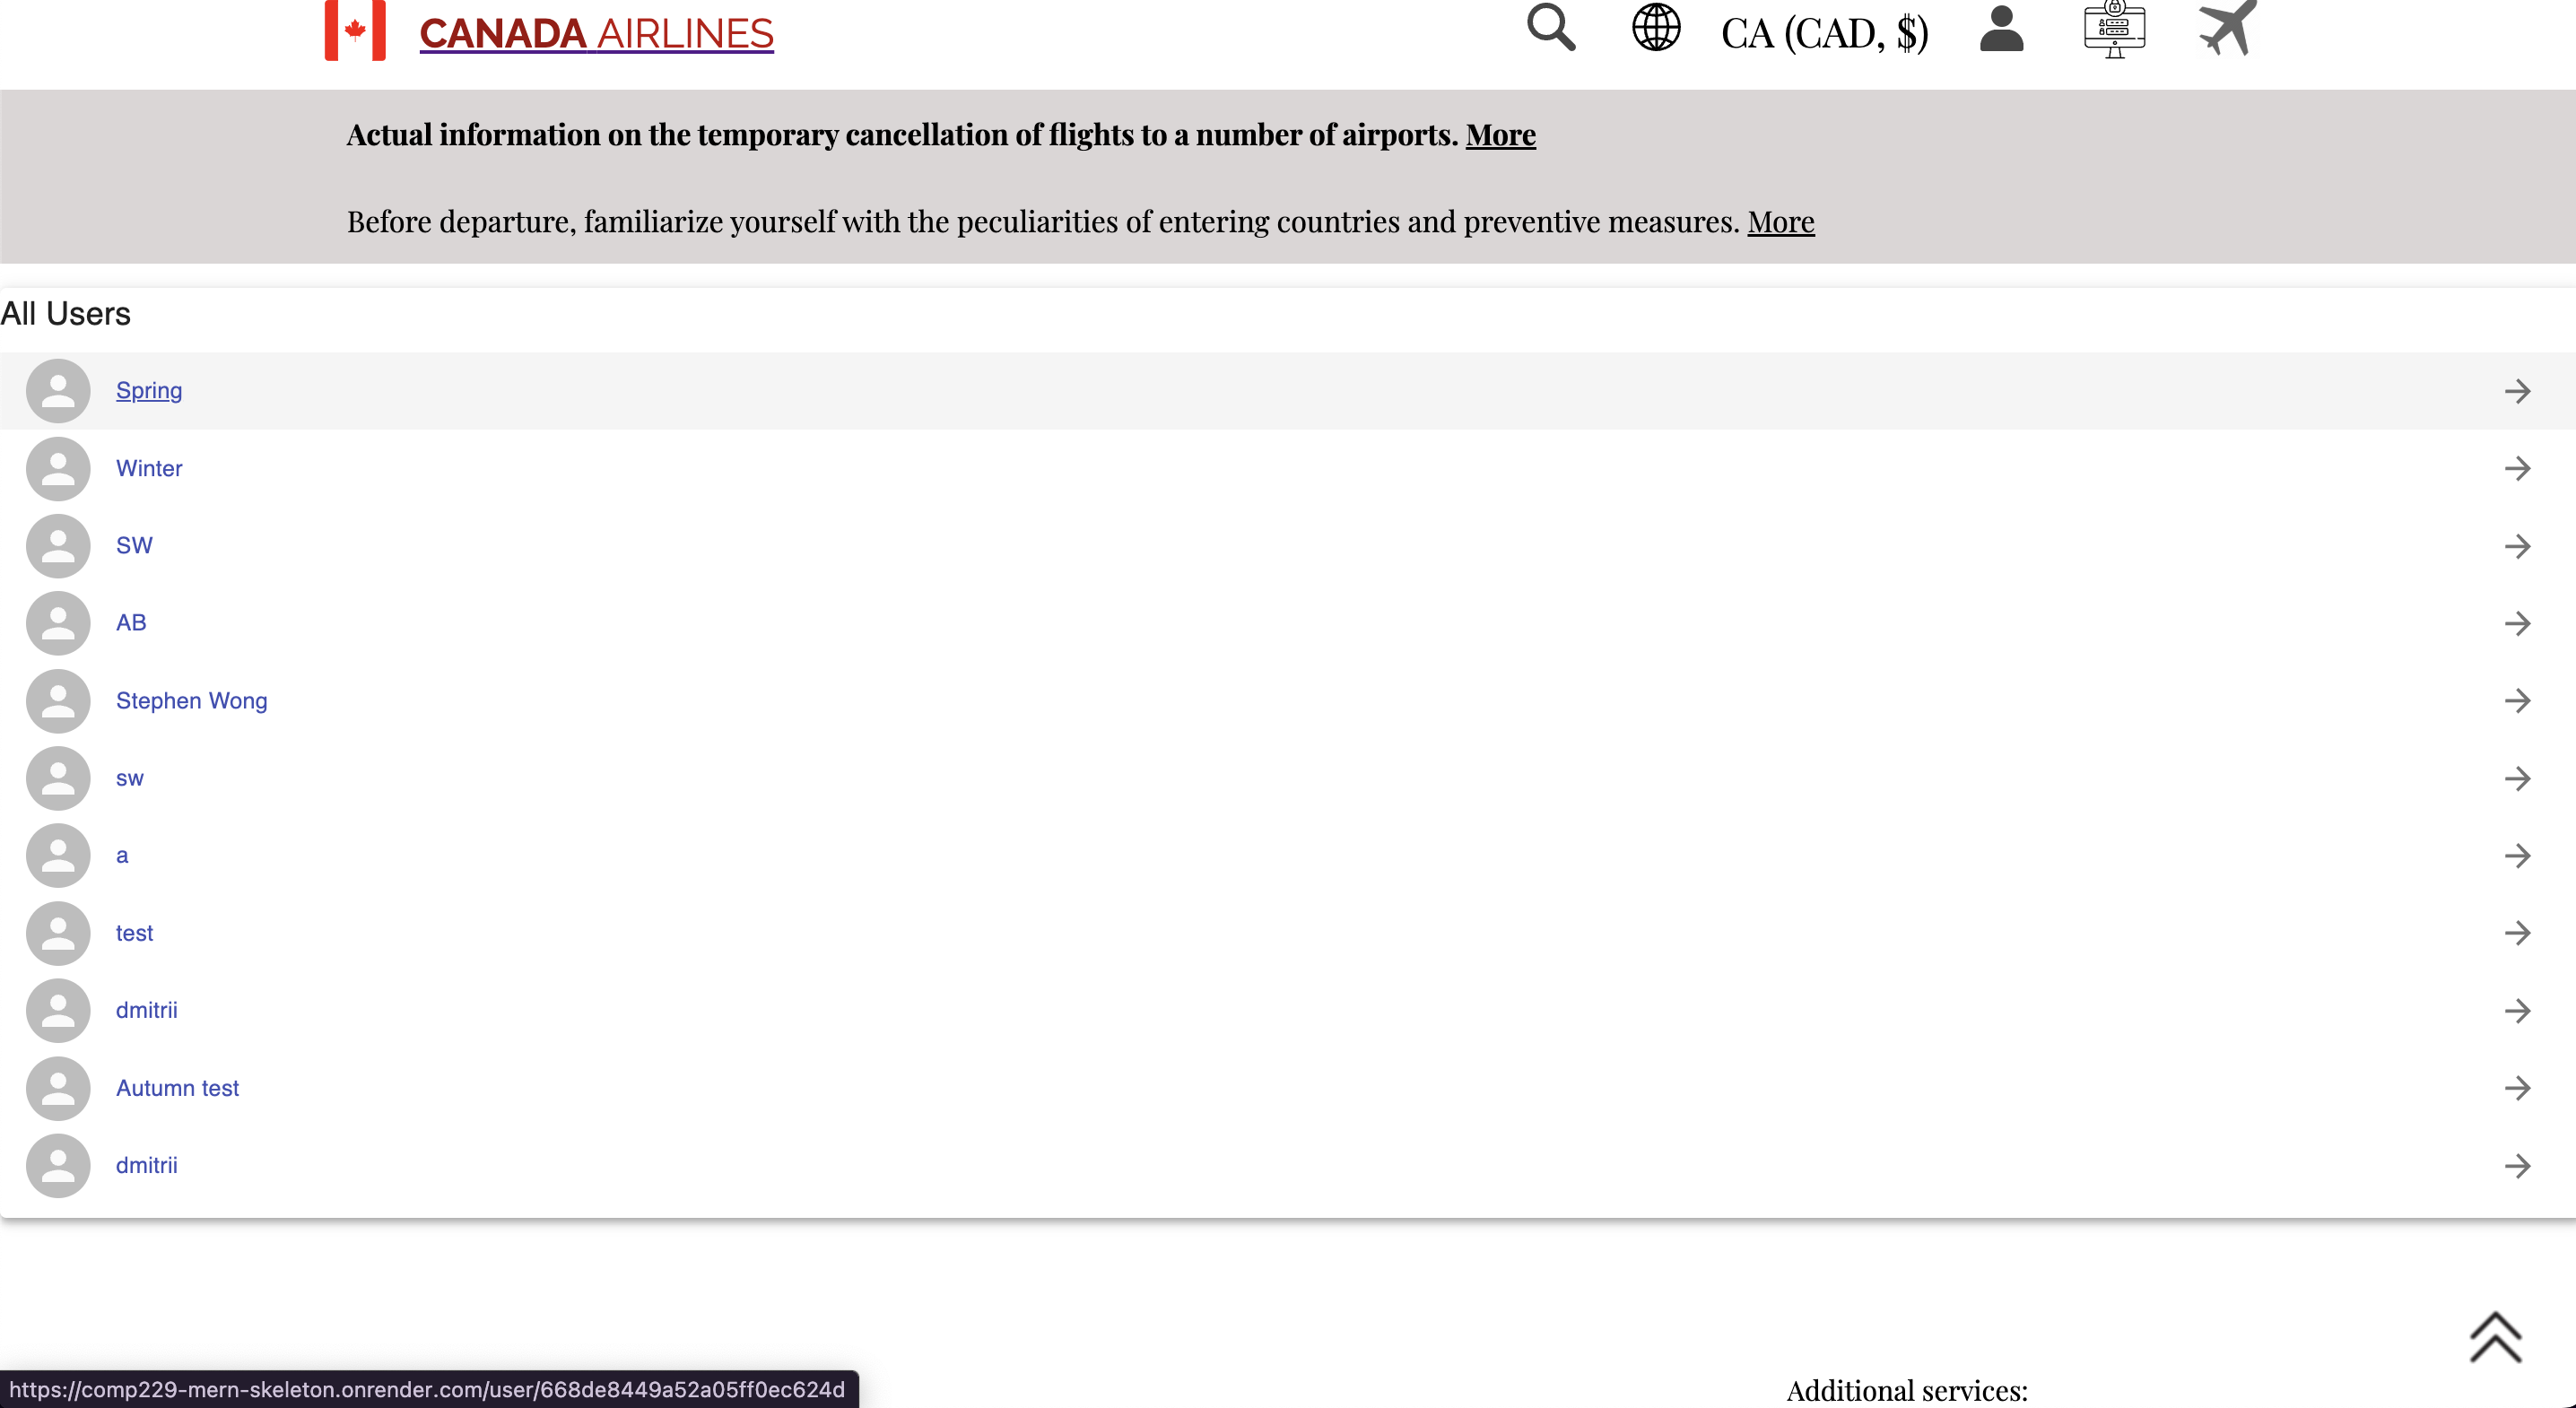 CANADA AIRLINES
CA (CAD, $)
Actual information on the temporary cancellation of flights to a number of airports. More
Before departure, familiarize yourself with the peculiarities of entering countries and preventive measures. More
All Users
Spring
Winter
SW
AB
Stephen Wong
sw
a
test
dmitrii
Autumn test
dmitrii
https://comp229-mern-skeleton.onrender.com/user/668de8449a52a05ff0ec624d
Additional services: